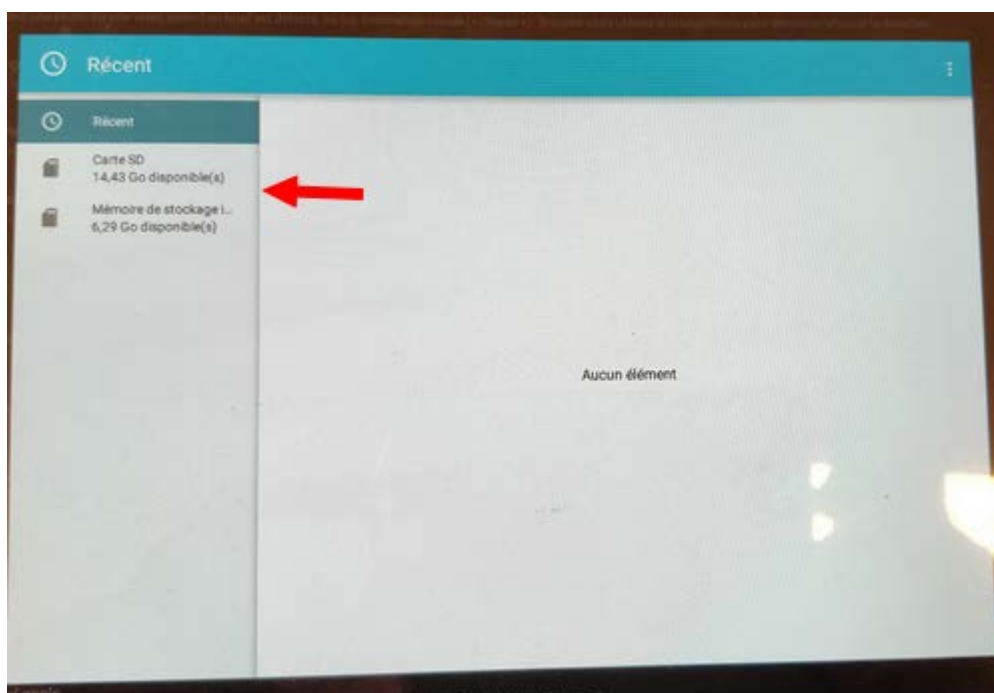 Récent
Récent
Carte SD
14,43 Go disponible(s)
Mémoire de stockage i...
6,29 Go disponible(s)
Aucun élément